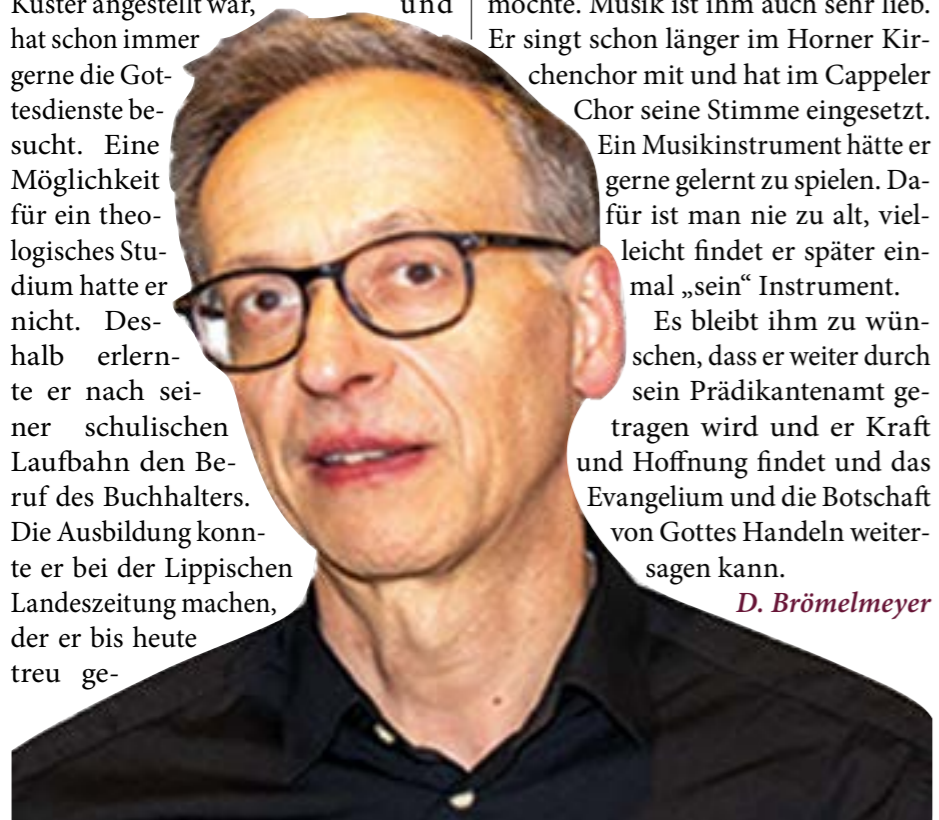 Küster angestellt war,
hat schon immer
gerne die Got-
tesdienste be-
sucht. Eine
Möglichkeit
für ein theo-
logisches Stu-
dium hatte er
nicht. Des-
halb erlern-
te er nach sei-
ner schulischen
Laufbahn den Be-
ruf des Buchhalters.
Die Ausbildung konn-
te er bei der Lippischen
Landeszeitung machen,
der er bis heute
treu ge-
und
möchte. Musik ist ihm auch sehr lieb.
Er singt schon länger im Horner Kir-
chenchor mit und hat im Cappeler
Chor seine Stimme eingesetzt.
Ein Musikinstrument hätte er
gerne gelernt zu spielen. Da-
für ist man nie zu alt, viel-
leicht findet er später ein-
mal „sein“ Instrument.
Es bleibt ihm zu wün-
schen, dass er weiter durch
sein Prädikantenamt ge-
tragen wird und er Kraft
und Hoffnung findet und das
Evangelium und die Botschaft
von Gottes Handeln weiter-
sagen kann.
D. Brömelmeyer